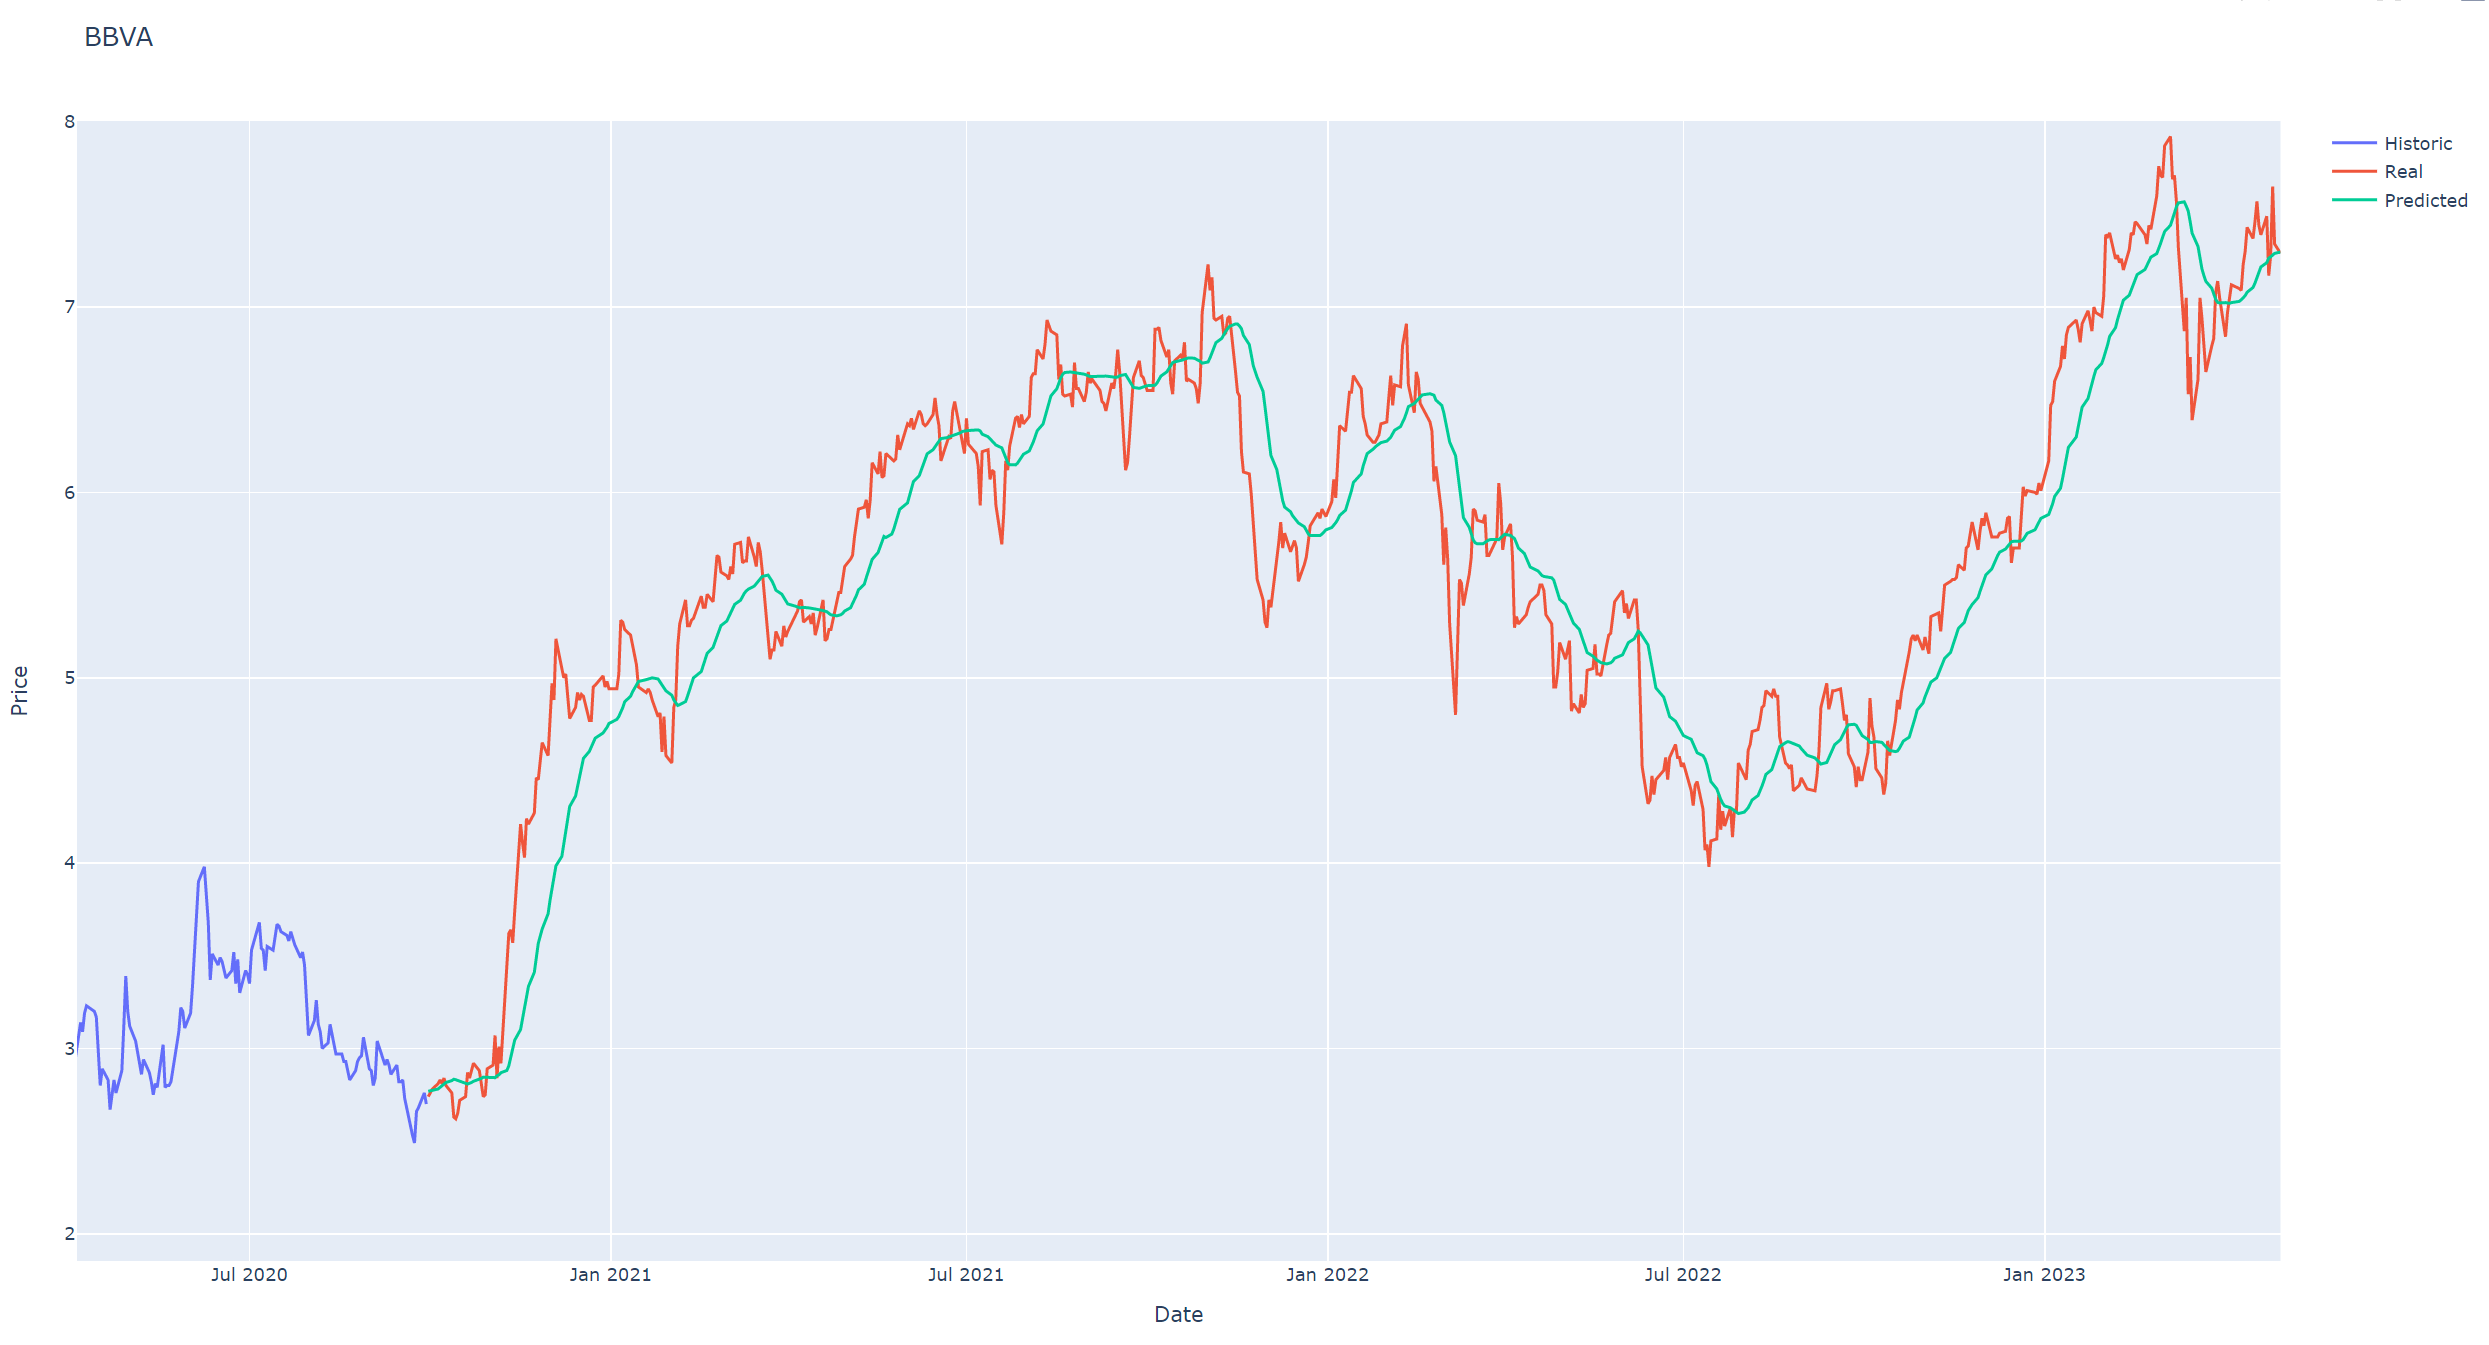 BBVA
8
7
6
5
4
3
2
Price
Jul 2020
Jan 2021
Jul 2021
Jan 2022
Jul 2022
Jan 2023
Date
Historic
Real
Predicted